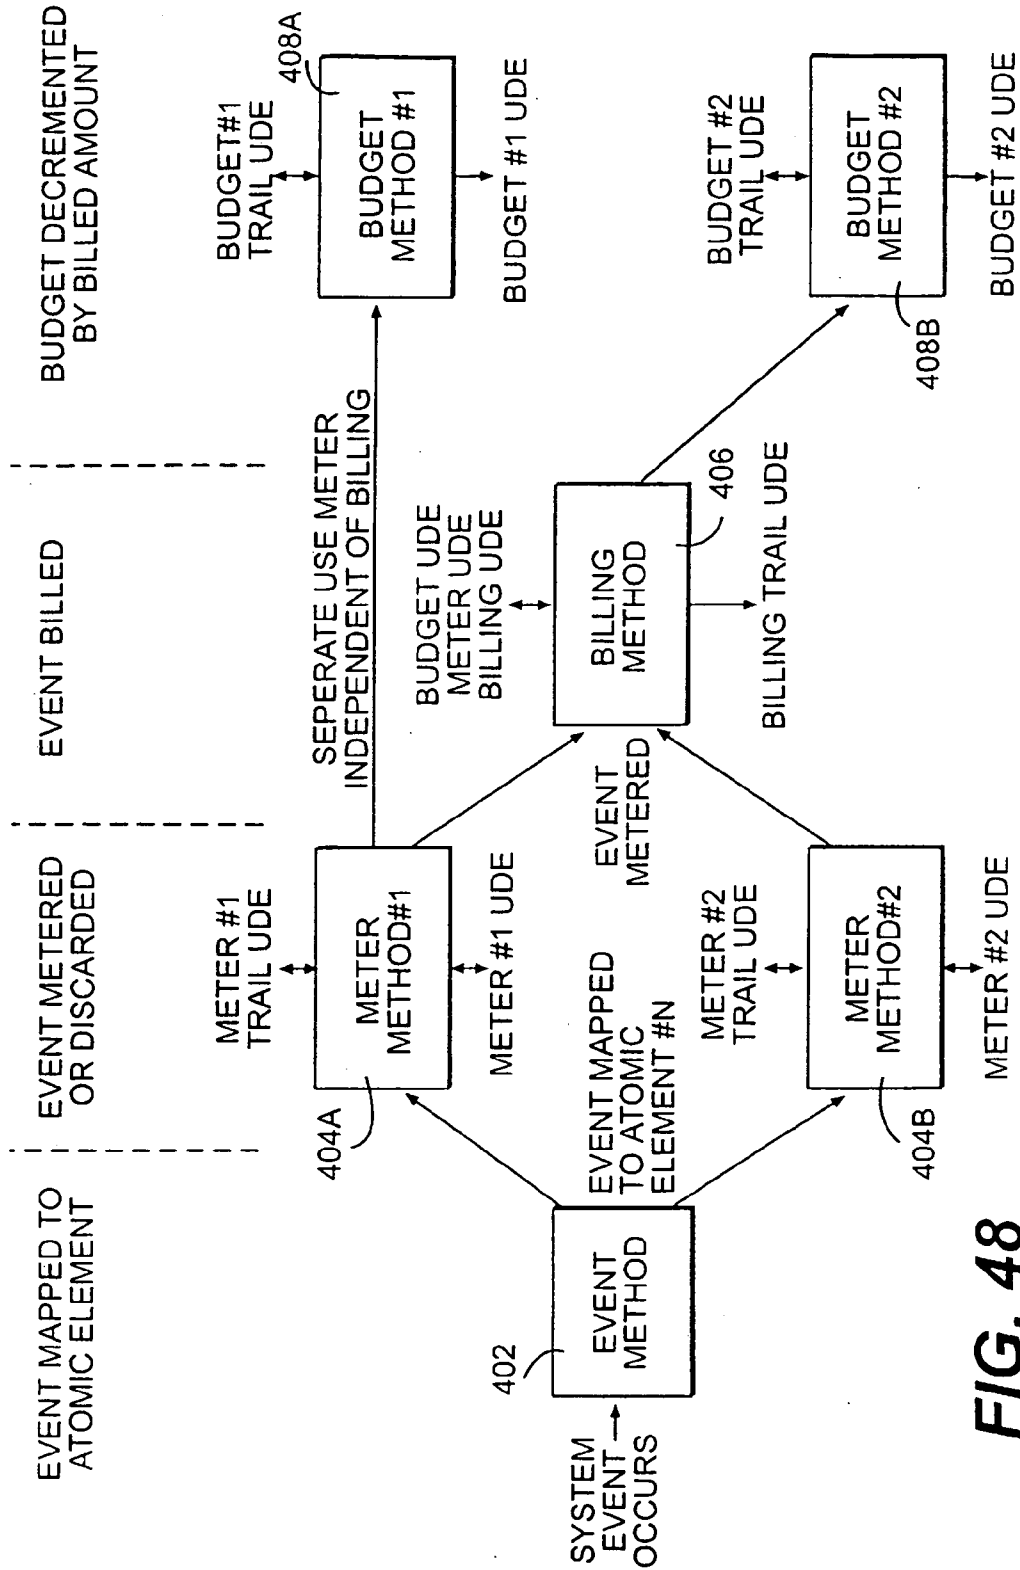 EVENT MAPPED TO
ATOMIC ELEMENT
EVENT METERED
OR DISCARDED
EVENT BILLED
BUDGET DECREMENTED
BY BILLED AMOUNT
METER #1
TRAIL UDE
404A
METER
METHOD#1
METER #1 UDE
SEPERATE USE METER
INDEPENDENT OF BILLING
BUDGET#1
TRAIL UDE
408A
BUDGET
METHOD #1
BUDGET #1 UDE
SYSTEM
EVENT
OCCURS
402
EVENT
METHOD
EVENT MAPPED
TO ATOMIC
ELEMENT #N
EVENT
METERED
BUDGET UDE
METER UDE
BILLING UDE
BILLING
METHOD
406
BILLING TRAIL UDE
METER #2
TRAIL UDE
METER
METHOD#2
404B
METER #2 UDE
BUDGET #2
TRAIL UDE
BUDGET
METHOD #2
408B
BUDGET #2 UDE
FIG. 48